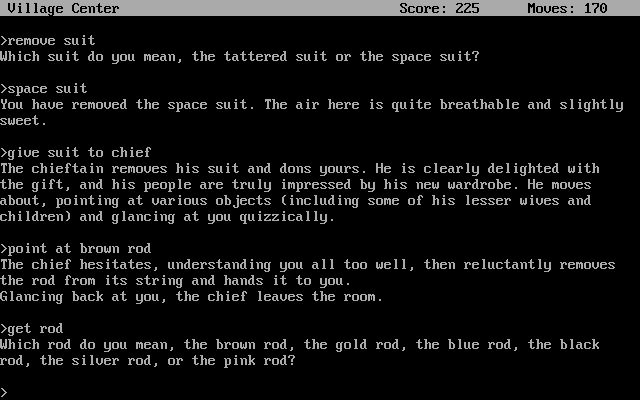 Village Center Score: 225 Moves: 170
>remove suit
Which suit do you mean, the tattered suit or the space suit?
>space suit
You have removed the space suit. The air here is quite breathable and slightly
sweet.
>give suit to chief
The chieftain removes his suit and dons yours. He is clearly delighted with
the gift, and his people are truly impressed by his new wardrobe. He moves
about, pointing at various objects (including some of his lesser wives and
children) and glancing at you quizzically.
>point at brown rod
The chief hesitates, understanding you all too well, then reluctantly removes
the rod from its string and hands it to you.
Glancing back at you, the chief leaves the room.
>get rod
Which rod do you mean, the brown rod, the gold rod, the blue rod, the black
rod, the silver rod, or the pink rod?
>